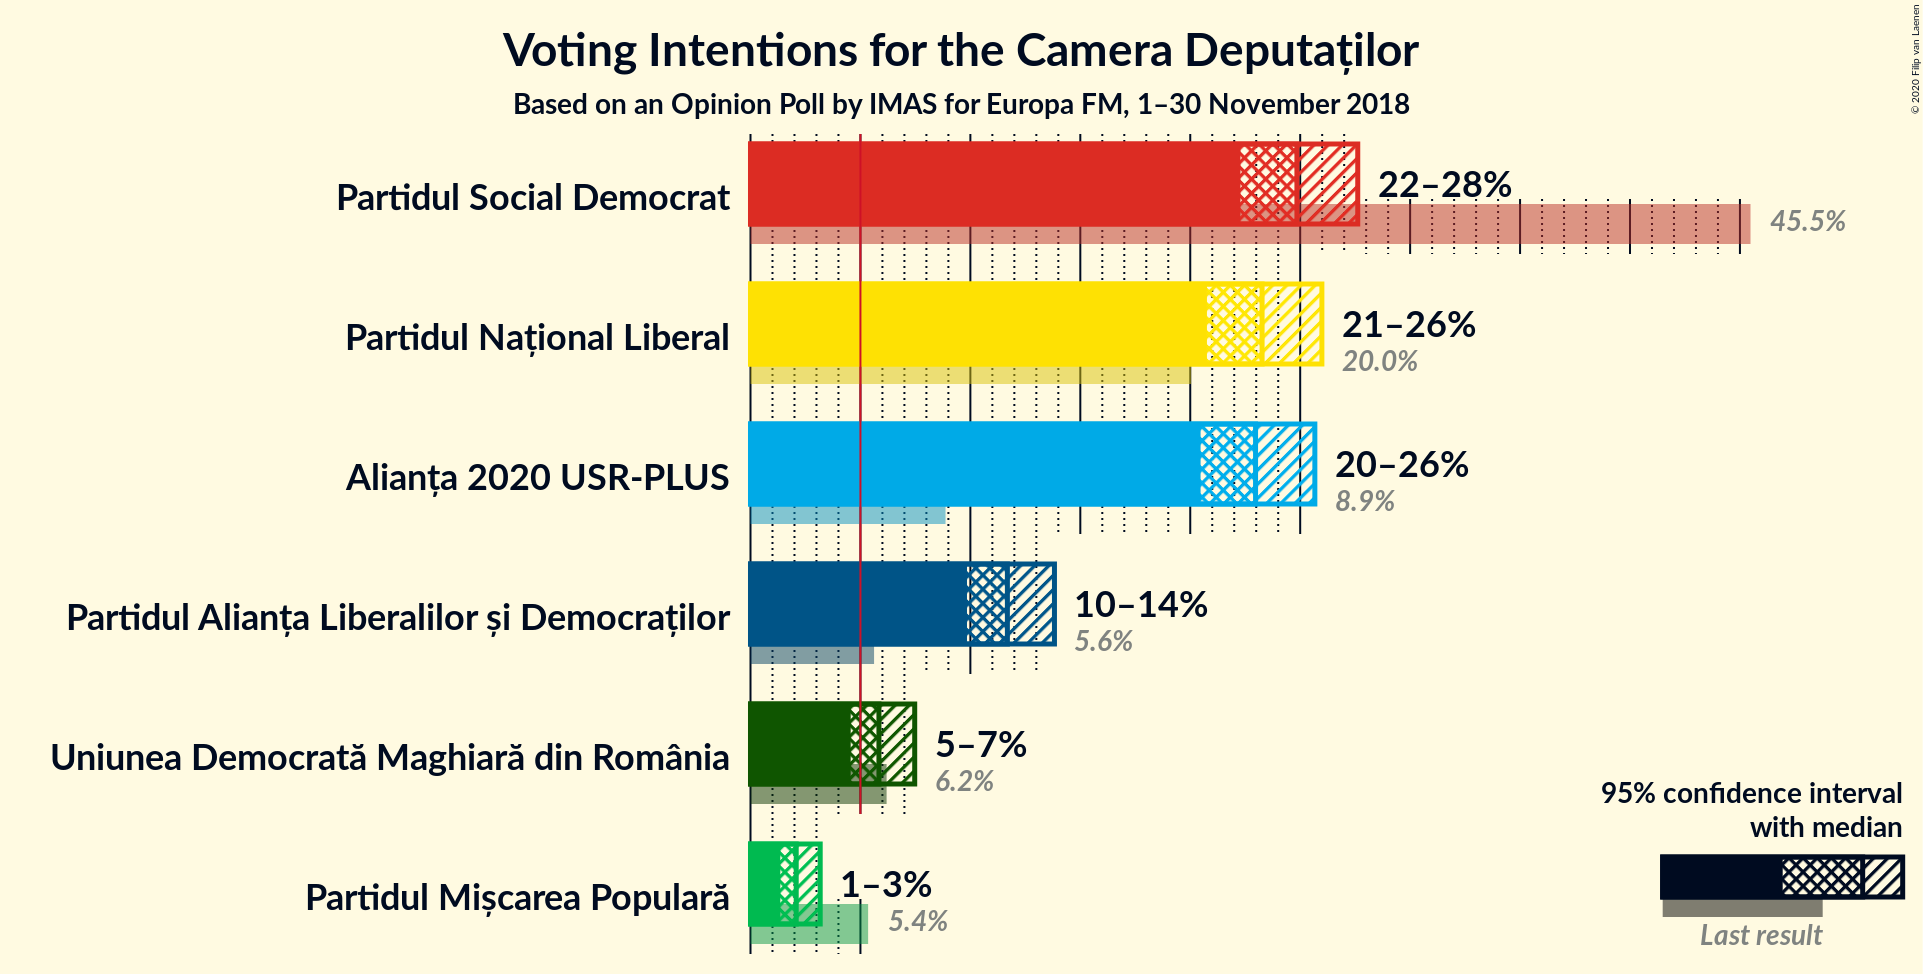 Voting Intentions for the Camera Deputaților
Based on an Opinion Poll by IMAS for Europa FM, 1–30 November 2018
© 2020 Filip van Laenen
Partidul Social Democrat
22–28%
45.5%
Partidul Național Liberal
21–26%
20.0%
Alianța 2020 USR-PLUS
20–26%
8.9%
Partidul Alianța Liberalilor și Democraților
10–14%
5.6%
Uniunea Democrată Maghiară din România
5–7%
6.2%
Partidul Mișcarea Populară
1–3%
5.4%
95% confidence interval
with median
Last result